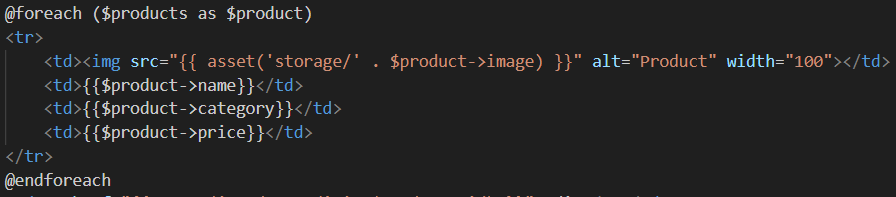 @foreach ($products as $product)
<tr>
<td><img src="{{ asset('storage/' . $product->image) }}" alt="Product" width="100"></td>
<td>{{$product->name}}</td>
<td>{{$product->category}}</td>
<td>{{$product->price}}</td>
</tr>
@endforeach